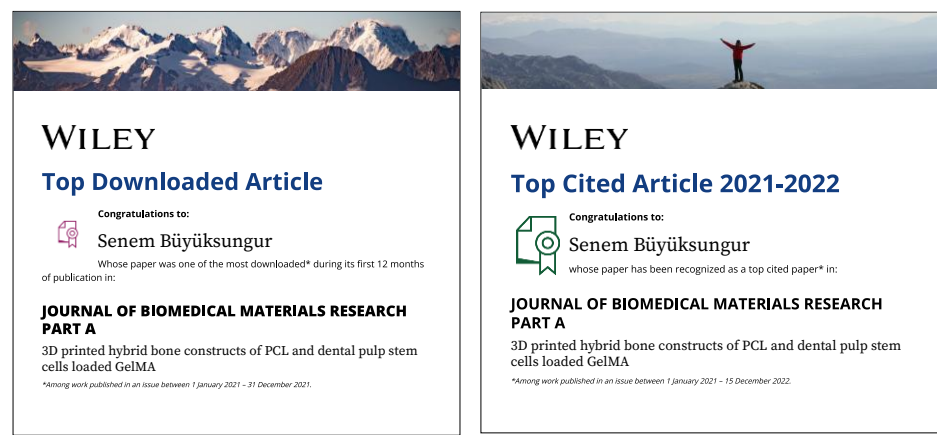 WILEY
Top Downloaded Article
Congratulations to:
Senem Büyüksungur
Whose paper was one of the most downloaded* during its first 12 months
of publication in:
JOURNAL OF BIOMEDICAL MATERIALS RESEARCH
PART A
3D printed hybrid bone constructs of PCL and dental pulp stem
cells loaded GelMA
*Among work published in an issue between 1 January 2021 – 31 December 2021.
WILEY
Top Cited Article 2021-2022
Congratulations to:
Senem Büyüksungur
whose paper has been recognized as a top cited paper* in:
JOURNAL OF BIOMEDICAL MATERIALS RESEARCH
PART A
3D printed hybrid bone constructs of PCL and dental pulp stem
cells loaded GelMA
*Among work published in an issue between 1 January 2021 – 15 December 2022.